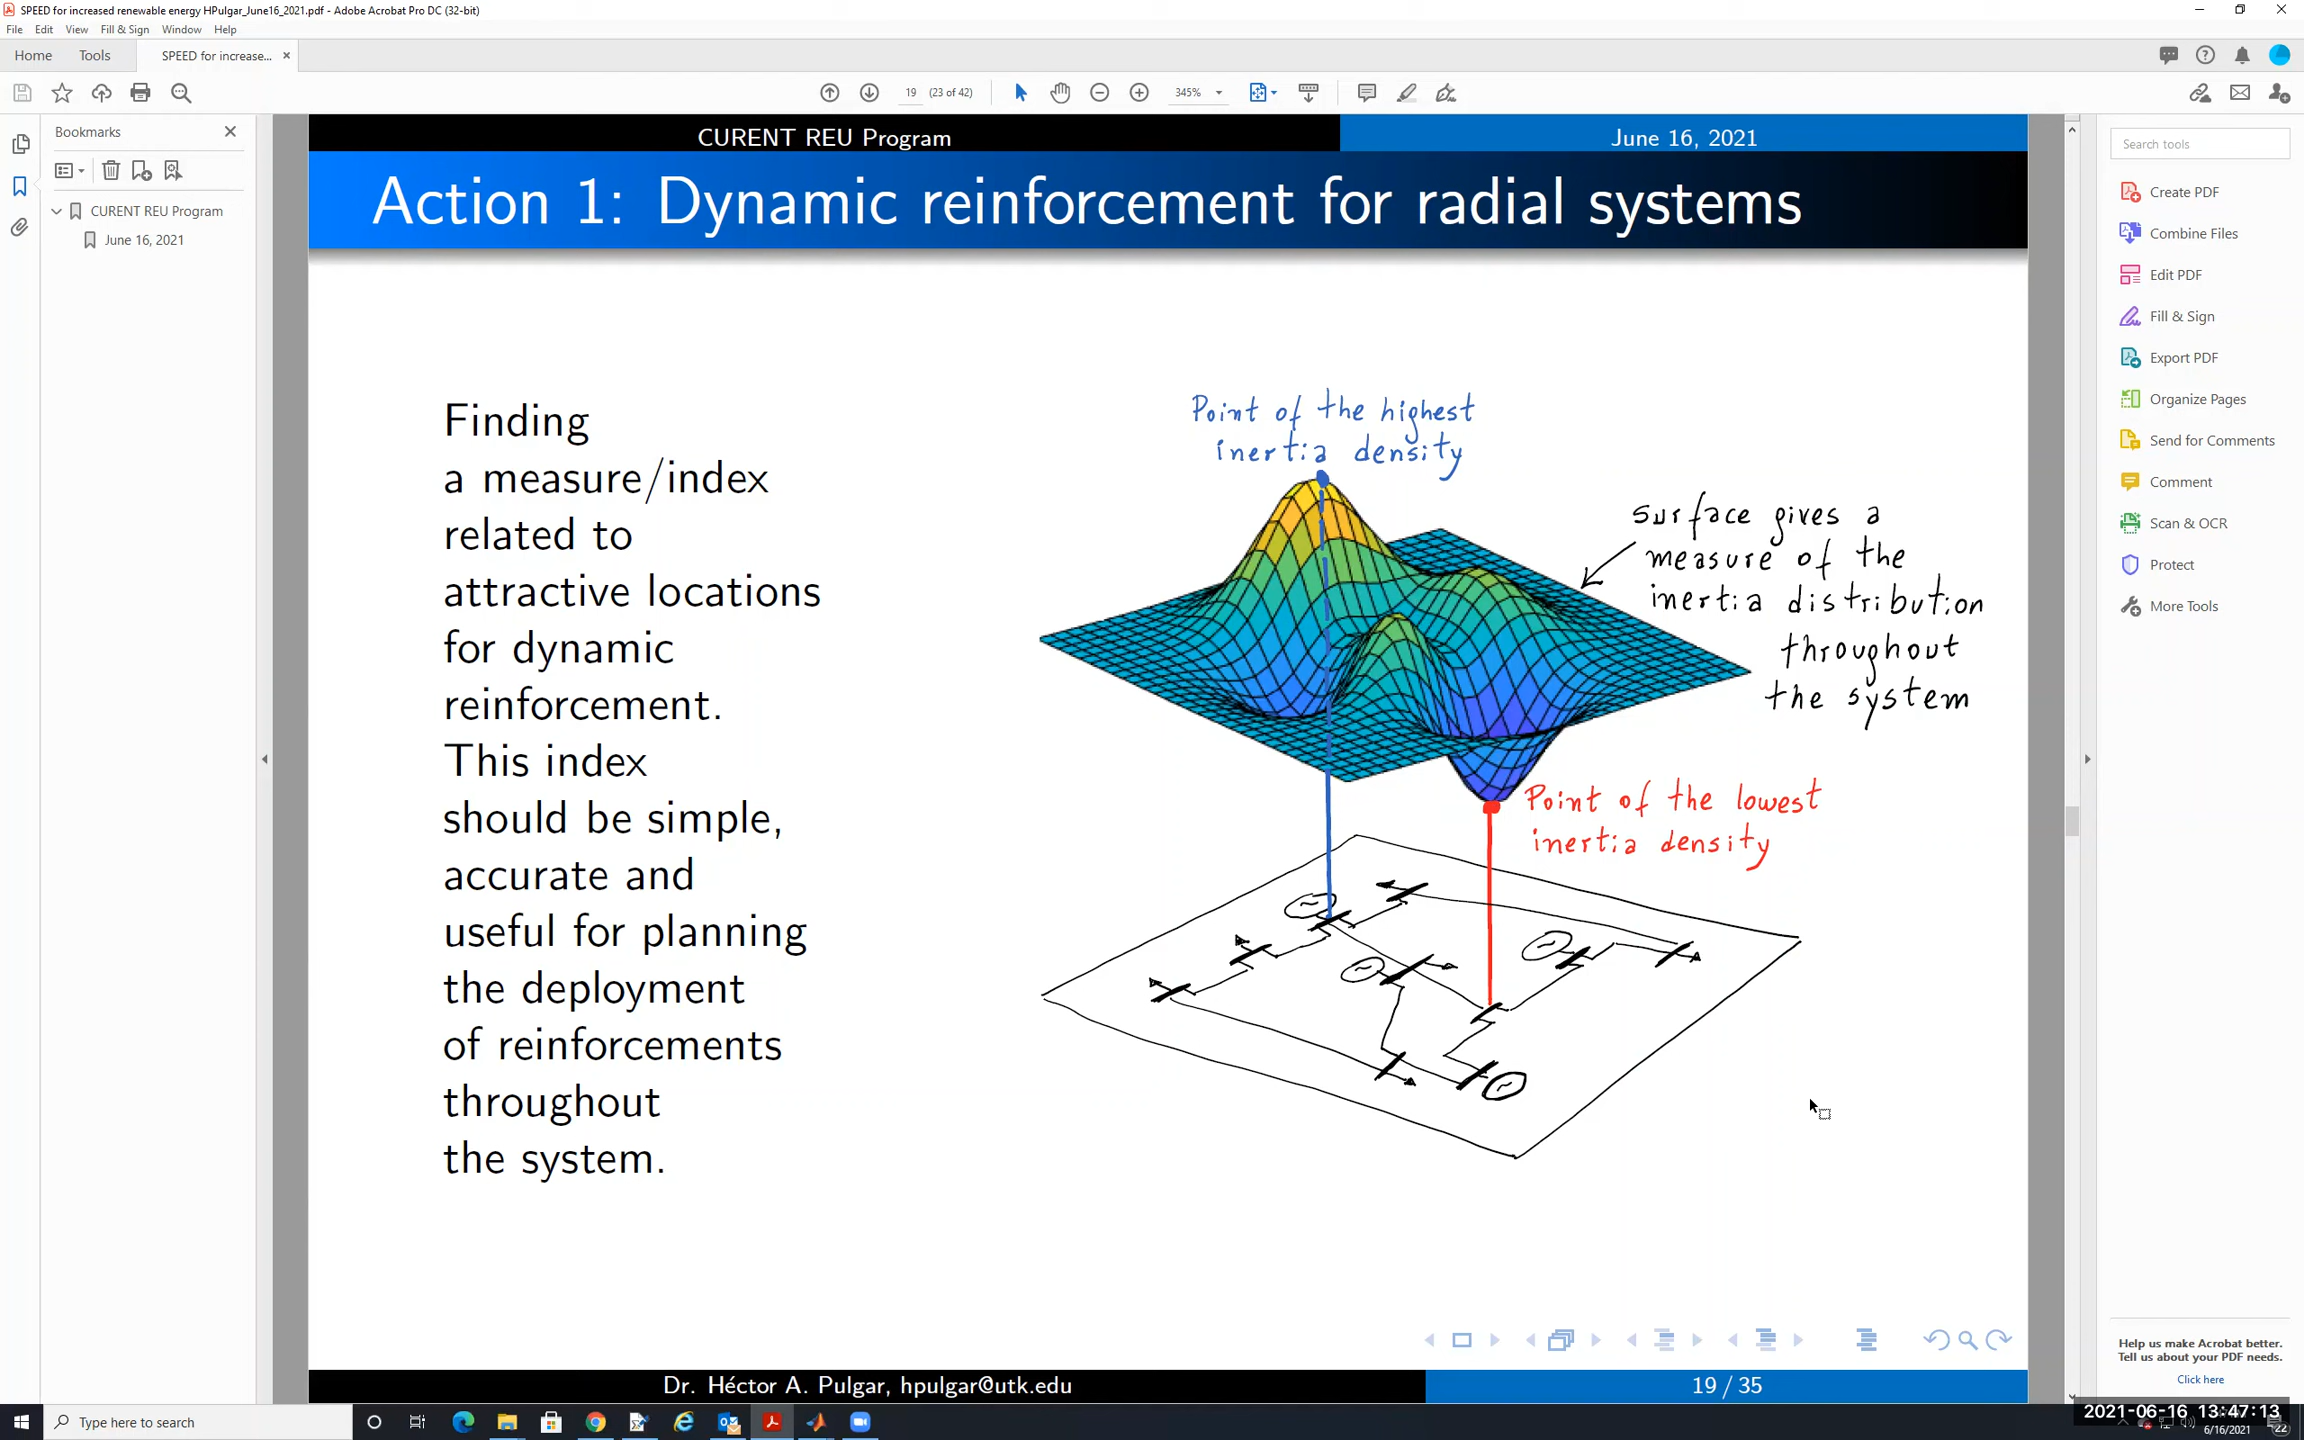 SPEED for increased renewable energy HPulgar_June16_2021.pdf - Adobe Acrobat Pro DC (32-bit)
File Edit View Fill & Sign Window Help
Home Tools SPEED for increase...
19 (23 of 42) 345%
Bookmarks
CURENT REU Program
June 16, 2021
CURENT REU Program June 16, 2021
Action 1: Dynamic reinforcement for radial systems
Finding
a measure/index
related to
attractive locations
for dynamic
reinforcement.
This index
should be simple,
accurate and
useful for planning
the deployment
of reinforcements
throughout
the system.
Point of the highest
inertia density
surface gives a
measure of the
inertia distribution
throughout
the system
Point of the lowest
inertia density
Dr. Héctor A. Pulgar, hpulgar@utk.edu 19 / 35
Search tools
Create PDF
Combine Files
Edit PDF
Fill & Sign
Export PDF
Organize Pages
Send for Comments
Comment
Scan & OCR
Protect
More Tools
Help us make Acrobat better.
Tell us about your PDF needs.
Click here
Type here to search
2021-06-16 13:47:13
6/16/2021
22